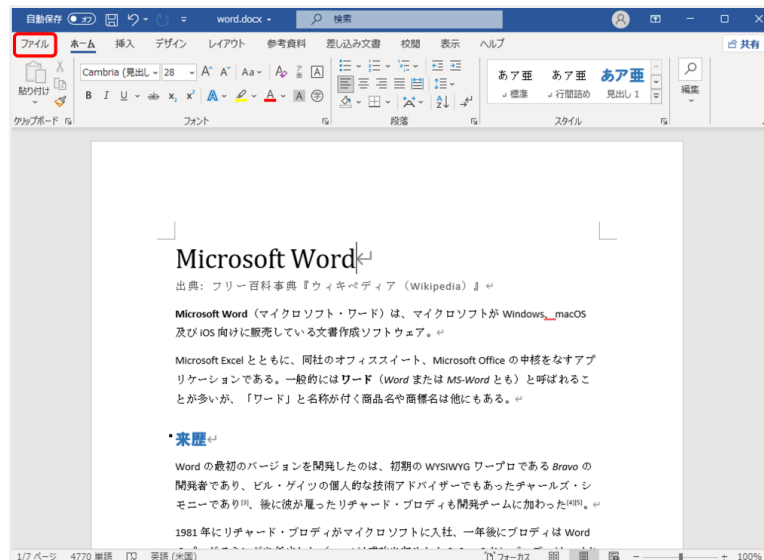 自動保存 オフ word.docx 検索
ファイル ホーム 挿入 デザイン レイアウト 参考資料 差し込み文書 校閲 表示 ヘルプ 共有
Cambria (見出し 28 A A Aa A A
貼り付け
B I U ab x₂ x² A A A 字
あア亜 あア亜 あア亜
標準 行間詰め 見出し 1
編集
クリップボード フォント 段落 スタイル
Microsoft Word
出典: フリー百科事典『ウィキペディア（Wikipedia）』
Microsoft Word（マイクロソフト・ワード）は、マイクロソフトが Windows、macOS
及び iOS 向けに販売している文書作成ソフトウェア。
Microsoft Excel とともに、同社のオフィススイート、Microsoft Office の中核をなすアプ
リケーションである。一般的にはワード（Word または MS-Word とも）と呼ばれるこ
とが多いが、「ワード」と名称が付く商品名や商標名は他にもある。
来歴
Word の最初のバージョンを開発したのは、初期の WYSIWYG ワープロである Bravo の
開発者であり、ビル・ゲイツの個人的な技術アドバイザーでもあったチャールズ・シ
モニーであり[3]、後に彼が雇ったリチャード・ブロディも開発チームに加わった[4][5]。
1981 年にリチャード・ブロディがマイクロソフトに入社、一年後にブロディは Word
1/7 ページ 4770 単語 英語 (米国) フォーカス 100%